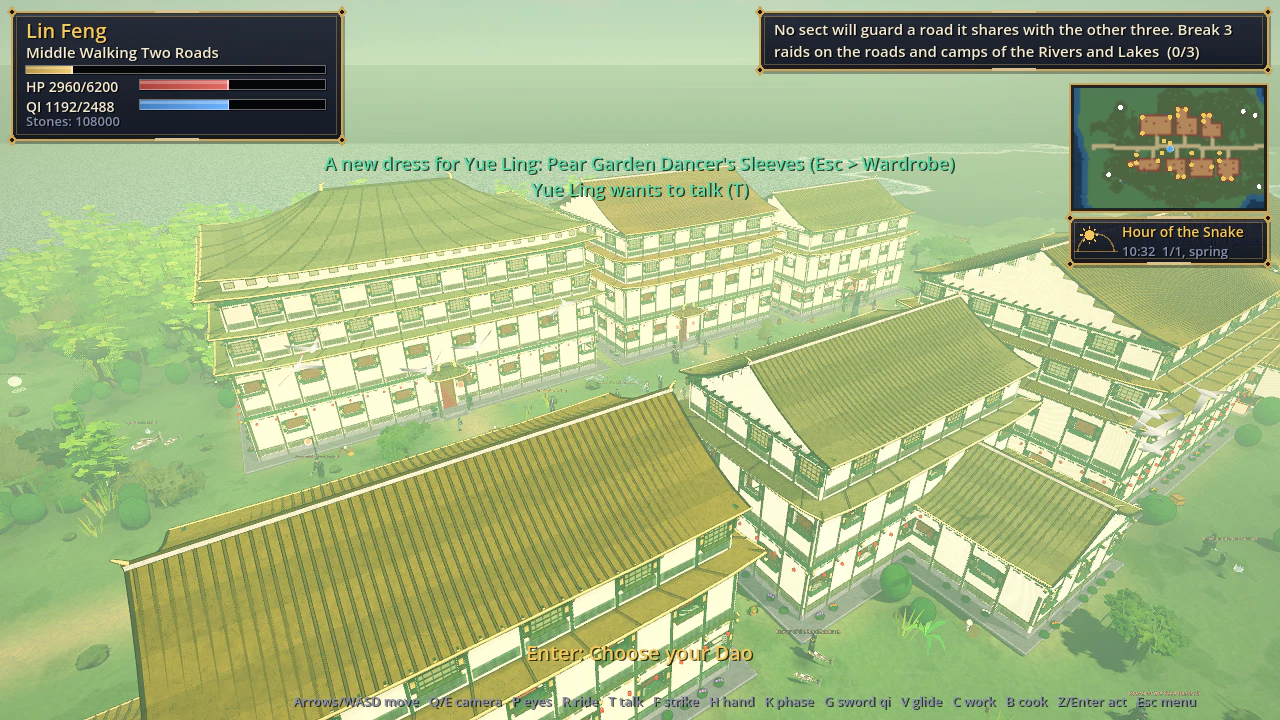 Lin Feng
Middle Walking Two Roads
HP 2960/6200
QI 1192/2488
Stones: 108000
No sect will guard a road it shares with the other three. Break 3
raids on the roads and camps of the Rivers and Lakes (0/3)
Hour of the Snake
10:32 1/1, spring
A new dress for Yue Ling: Pear Garden Dancer's Sleeves (Esc > Wardrobe)
Yue Ling wants to talk (T)
Enter: Choose your Dao
Arrows/WASD move Q/E camera P eyes R ride T talk F strike H hand K phase G sword qi V glide C work B cook Z/Enter act Esc menu